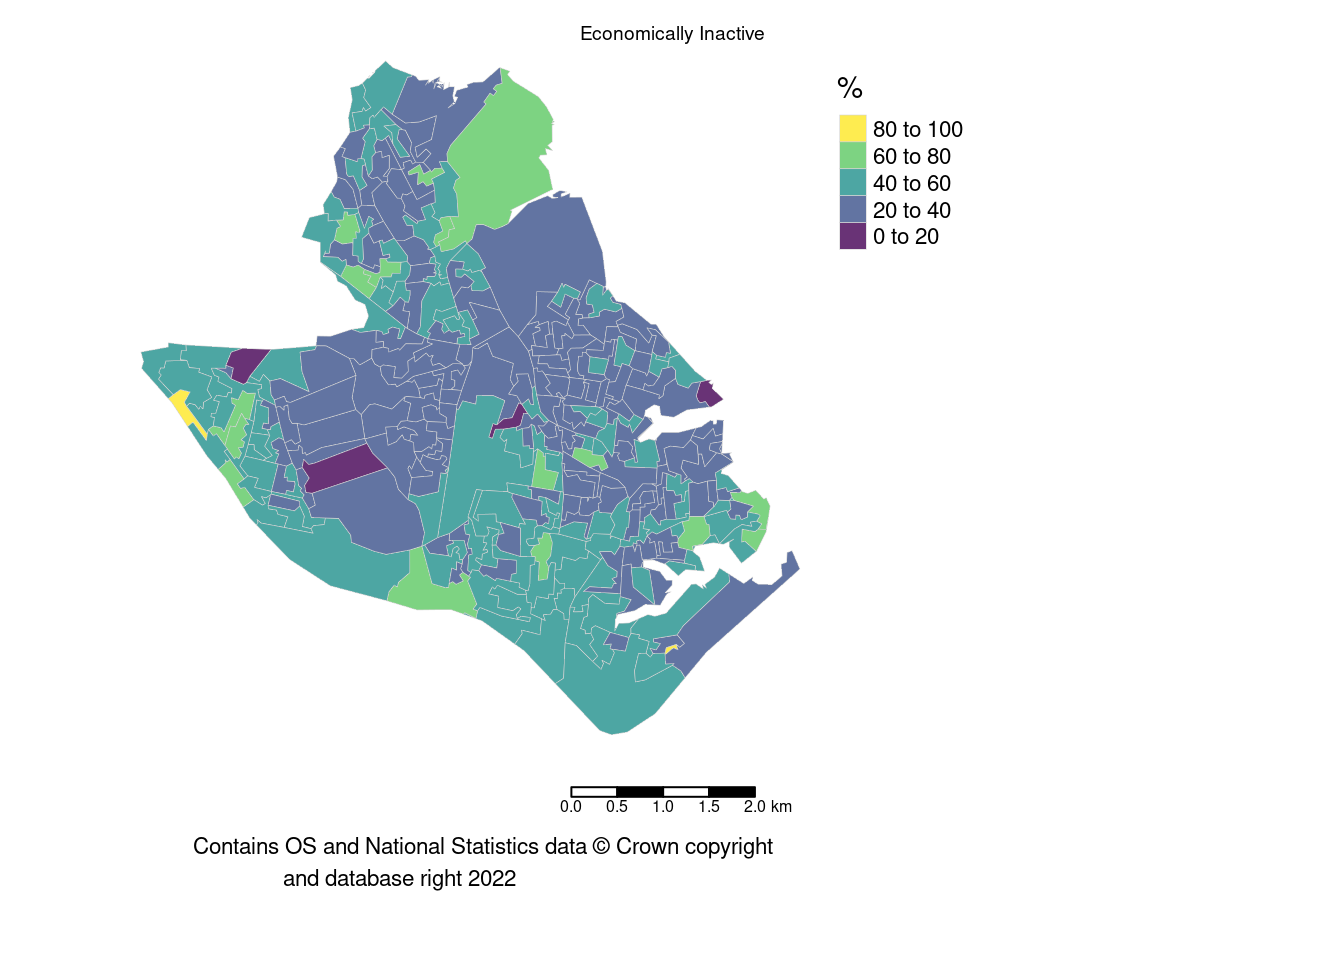 Economically Inactive
%
80 to 100
60 to 80
40 to 60
20 to 40
0 to 20
0.0 0.5 1.0 1.5 2.0 km
Contains OS and National Statistics data © Crown copyright
and database right 2022